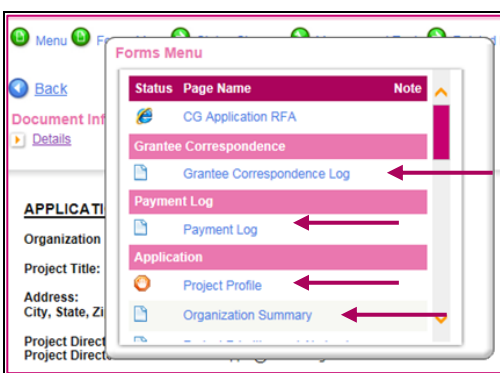 Menu
Forms Menu
Back
Status Page Name Note
CG Application RFA
Document Inf
Grantee Correspondence
Details
Grantee Correspondence Log
Payment Log
APPLICATI
Payment Log
Organization
Application
Project Title:
Project Profile
Address:
City, State, Zi
Organization Summary
Project Direct
Project Direct